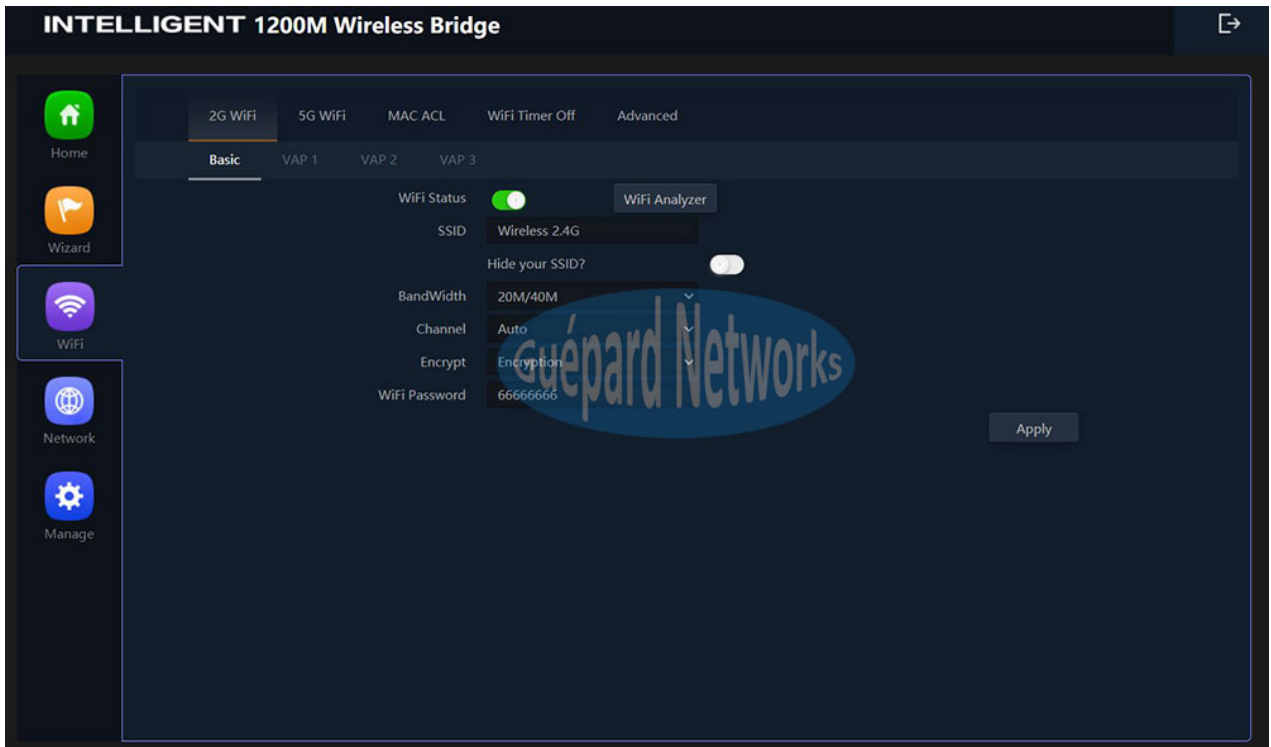 INTELLIGENT 1200M Wireless Bridge
Home
Wizard
WiFi
Network
Manage
2G WiFi 5G WiFi MAC ACL WiFi Timer Off Advanced
Basic VAP 1 VAP 2 VAP 3
WiFi Status WiFi Analyzer
SSID Wireless 2.4G
Hide your SSID?
BandWidth 20M/40M
Channel Auto
Encrypt Encryption
WiFi Password 66666666
Apply
Guépard Networks